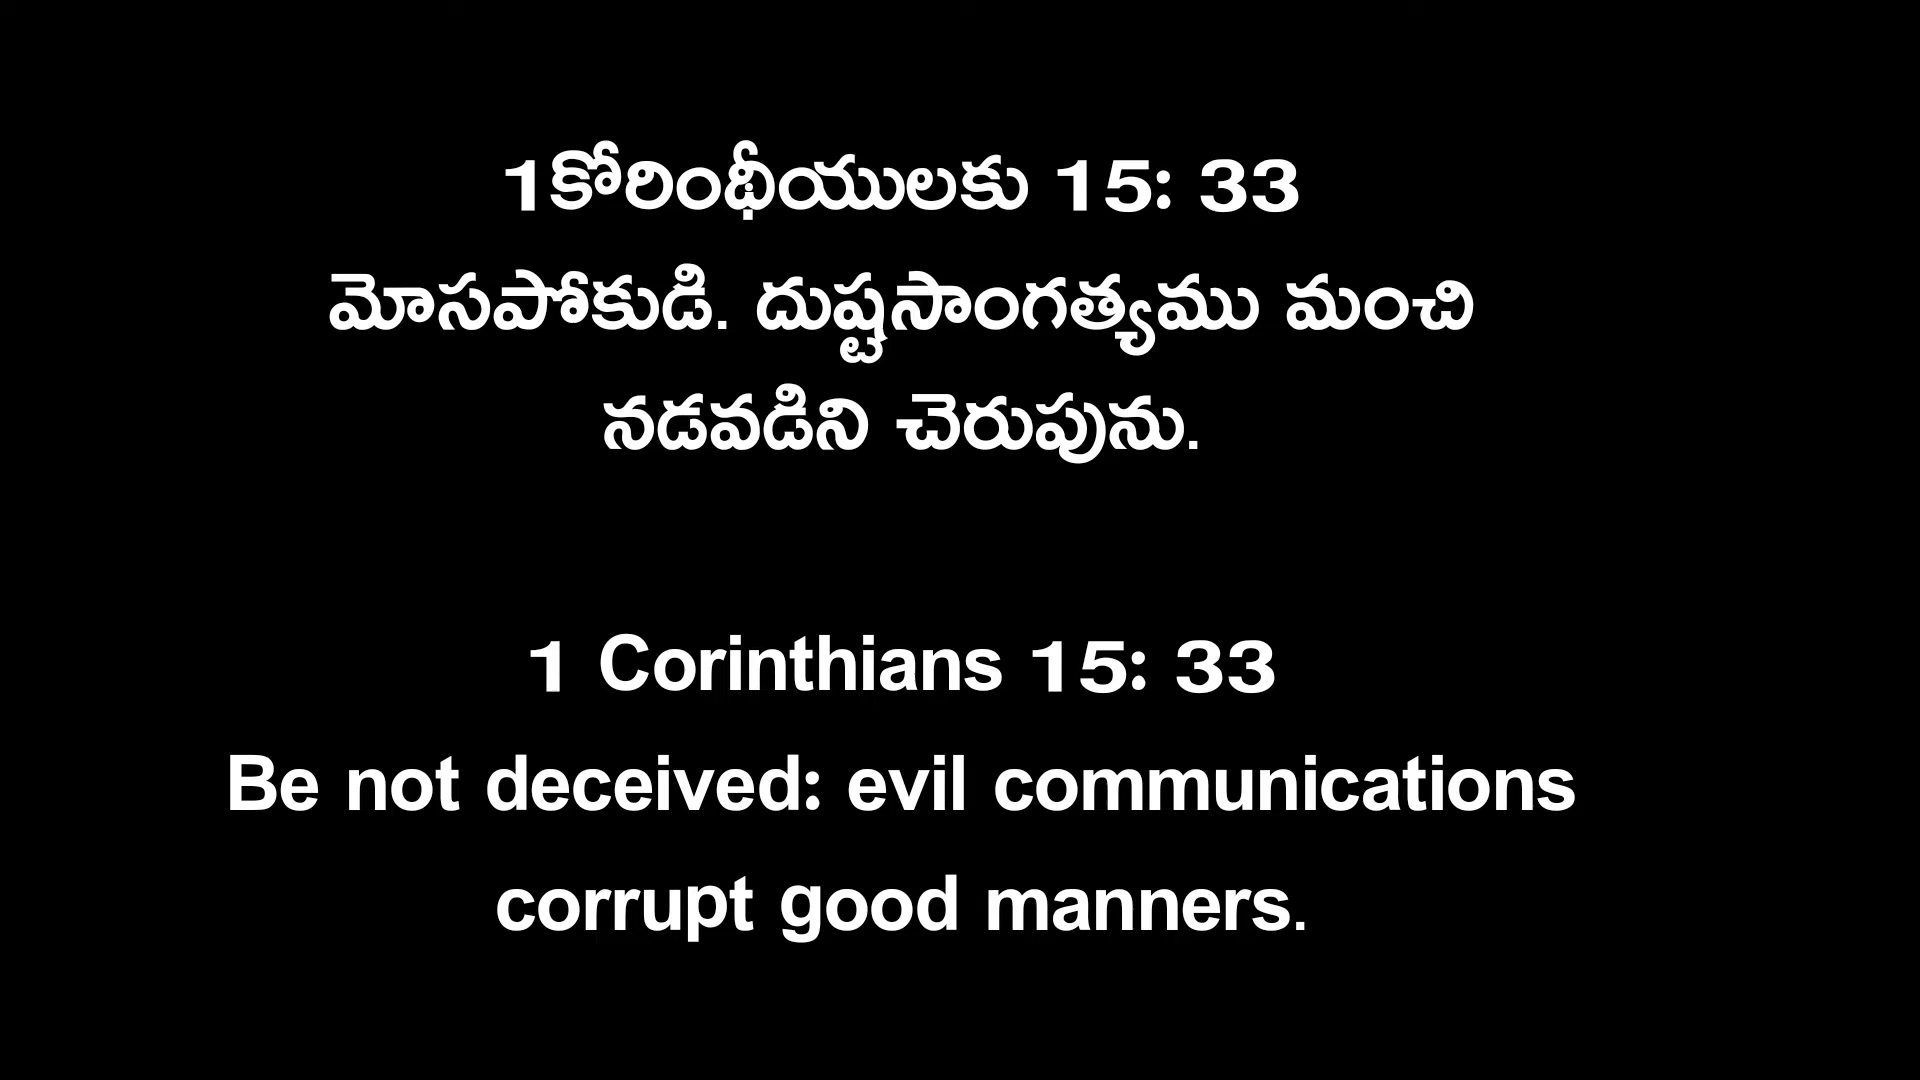 1కోరింథీయులకు 15: 33
మోసపోకుడి. దుష్టసాంగత్యము మంచి
నడవడిని చెరుపును.
1 Corinthians 15: 33
Be not deceived: evil communications
corrupt good manners.